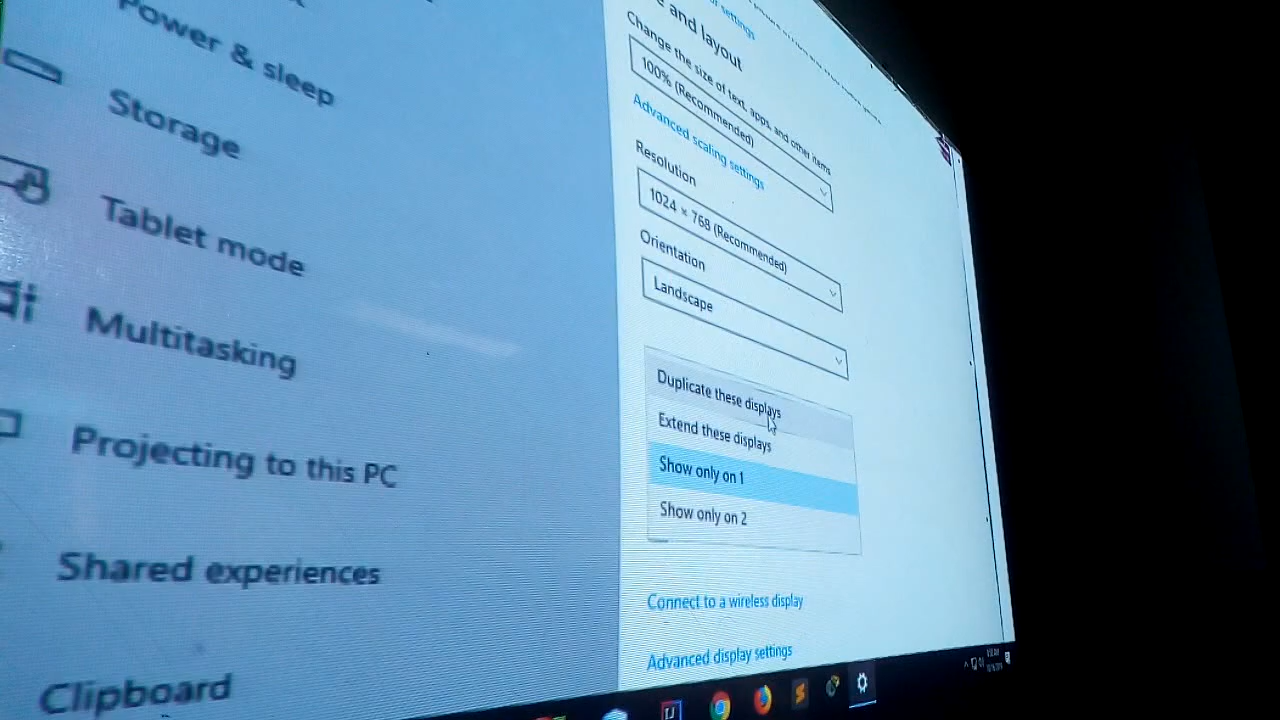 Power & sleep
Storage
Tablet mode
Multitasking
Projecting to this PC
Shared experiences
Clipboard
settings
and layout
Change the size of text, apps, and other items
100% (Recommended)
Advanced scaling settings
Resolution
1024 × 768 (Recommended)
Orientation
Landscape
Duplicate these displays
Extend these displays
Show only on 1
Show only on 2
Connect to a wireless display
Advanced display settings